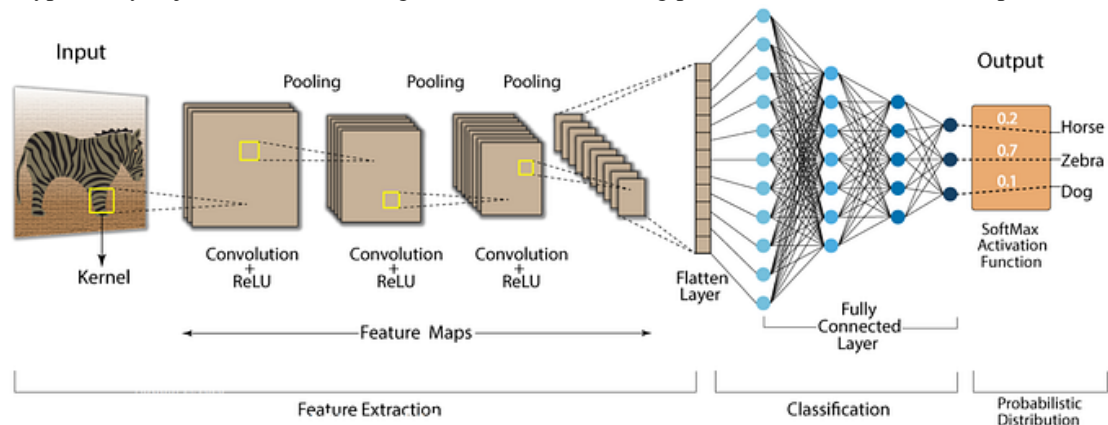 Input
Kernel
Pooling
Pooling
Pooling
Convolution
+
ReLU
Convolution
+
ReLU
Convolution
+
ReLU
Feature Maps
Flatten
Layer
Fully
Connected
Layer
Output
0.2
Horse
0.7
Zebra
0.1
Dog
SoftMax
Activation
Function
Feature Extraction
Classification
Probabilistic
Distribution